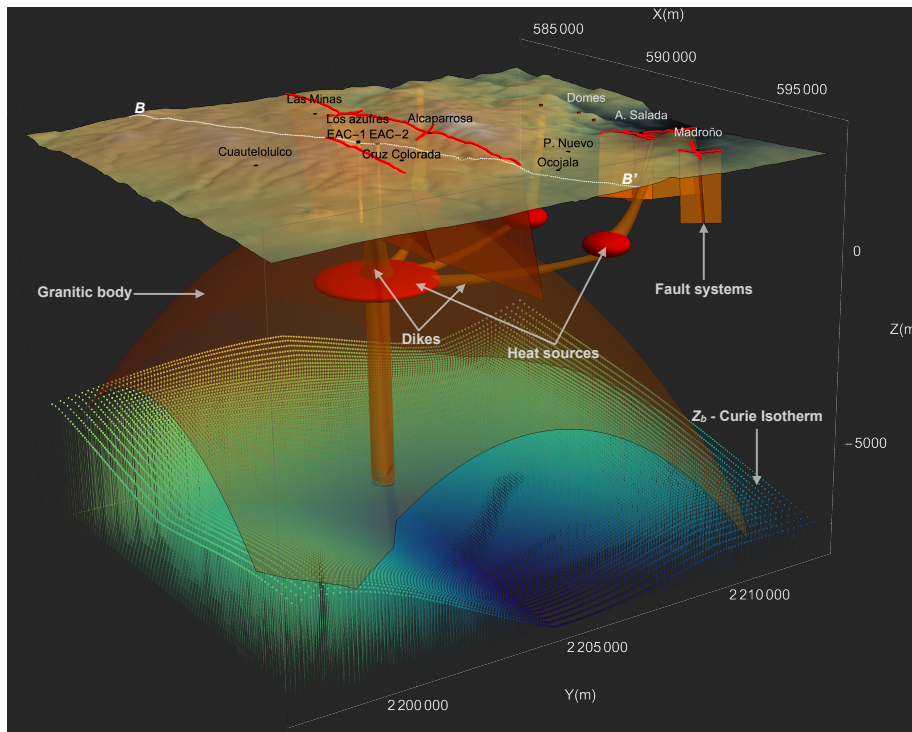 X(m)
585 000
590 000
595 000
B
Las Minas
Los azufres
Alcaparrosa
EAC−1 EAC−2
Cruz Colorada
Cuautelolulco
Domes
A. Salada
Madroño
P. Nuevo
Ocojala
B'
0
Z(m
Granitic body
Fault systems
Dikes
Heat sources
Zb - Curie Isotherm
−5000
2 210 000
2 205 000
Y(m)
2 200 000